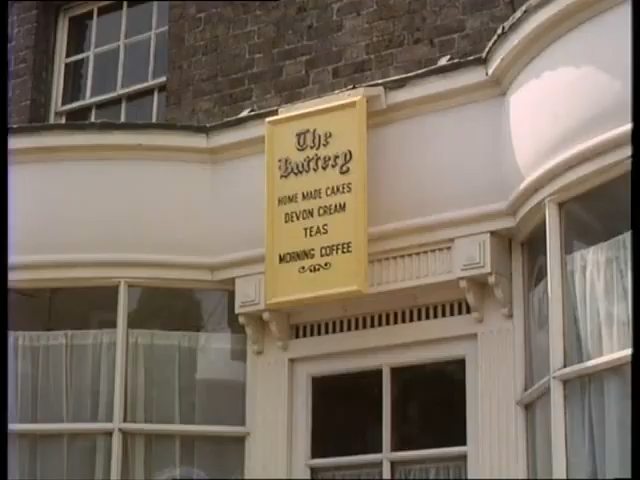 The
Buttery
HOME MADE CAKES
DEVON CREAM
TEAS
MORNING COFFEE